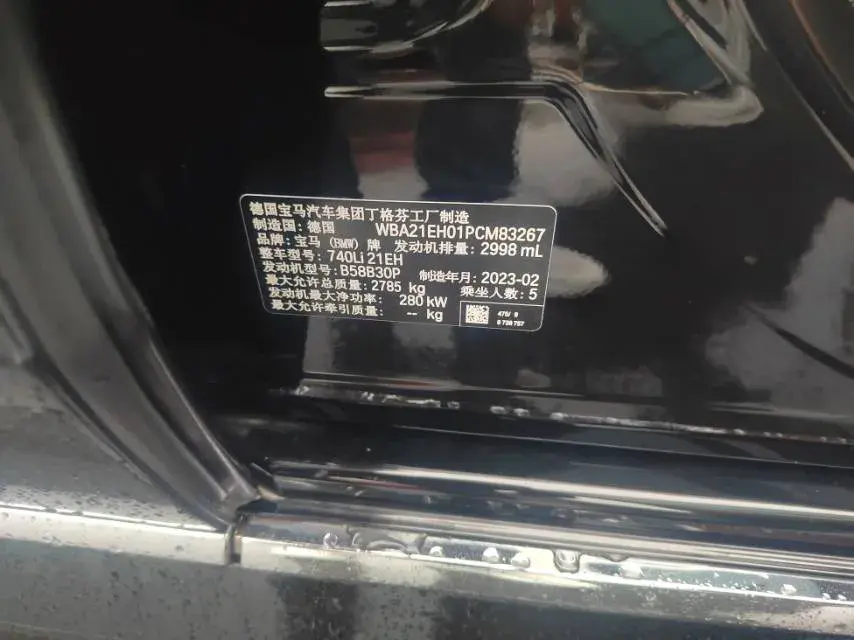 德国宝马汽车集团丁格芬工厂制造
制造国: 德国 WBA21EH01PCM83267
品牌: 宝马 (BMW) 牌 发动机排量: 2998 mL
整车型号: 740Li 21EH
发动机型号: B58B30P 制造年月: 2023-02
最大允许总质量: 2785 kg 乘坐人数: 5
发动机最大净功率: 280 kW
最大允许牵引质量: -- kg
475/ 9